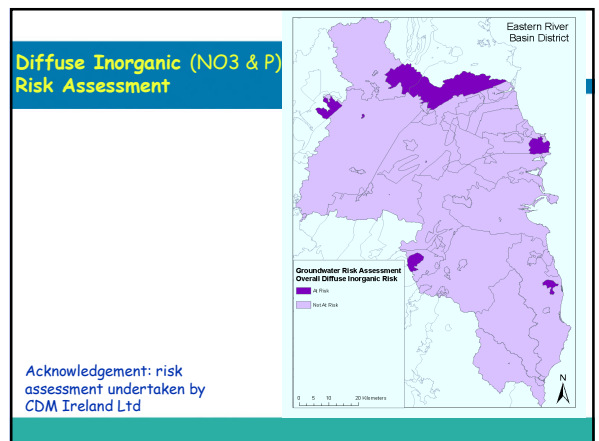 Diffuse Inorganic (NO3 & P)
Risk Assessment
Eastern River
Basin District
Groundwater Risk Assessment
Overall Diffuse Inorganic Risk
At Risk
Not At Risk
0 5 10 20 Kilometers
N
Acknowledgement: risk
assessment undertaken by
CDM Ireland Ltd